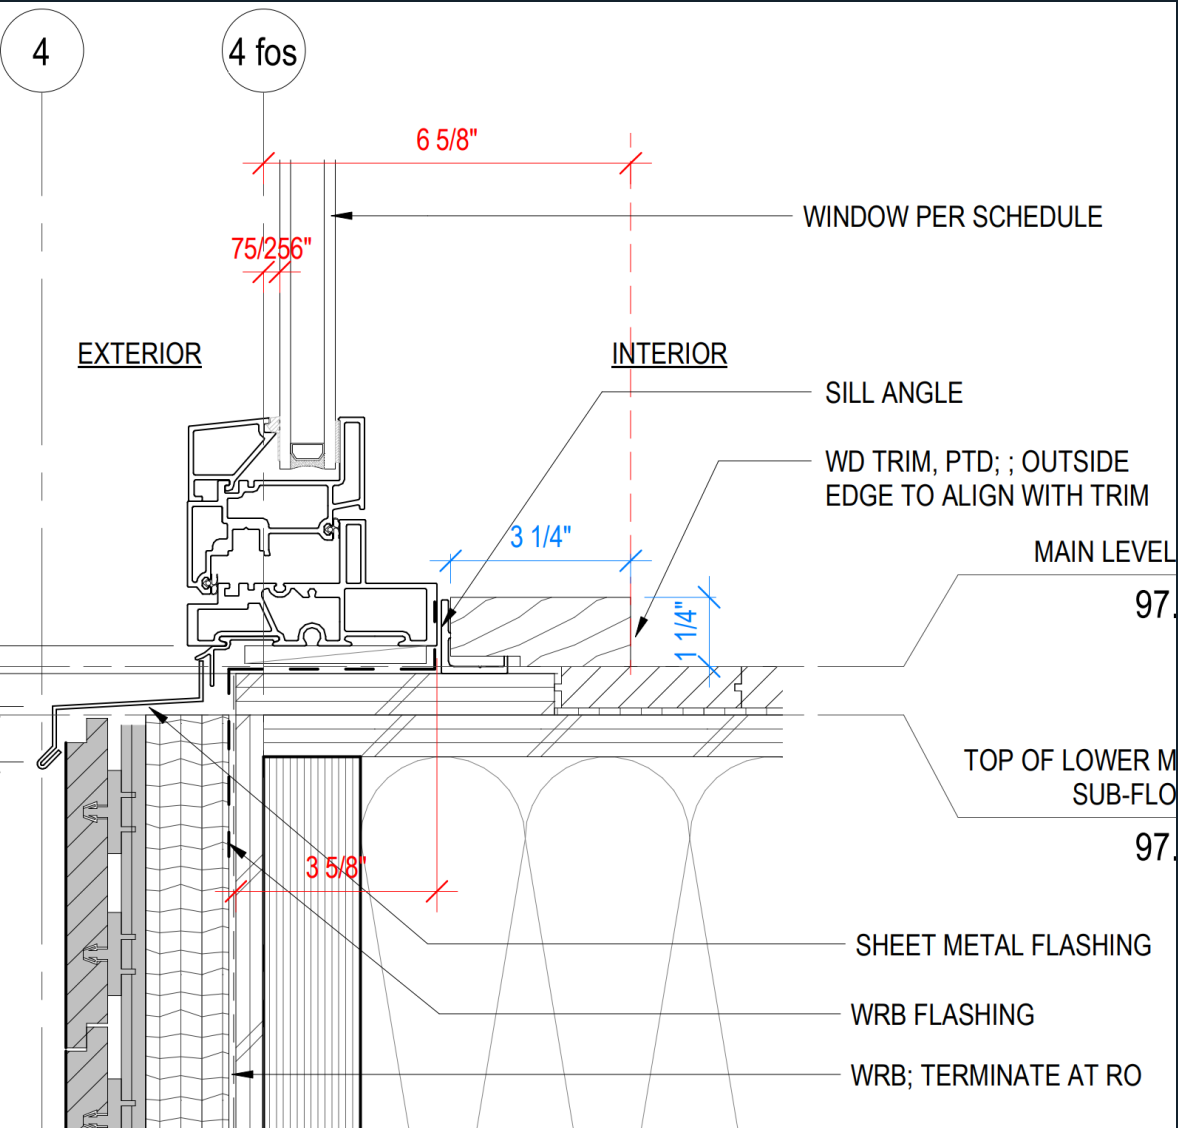 4
4 fos
6 5/8"
WINDOW PER SCHEDULE
75/256"
EXTERIOR
INTERIOR
SILL ANGLE
WD TRIM, PTD; ; OUTSIDE
EDGE TO ALIGN WITH TRIM
3 1/4"
MAIN LEVEL
97.
1 1/4"
TOP OF LOWER M
SUB-FLO
97.
3 5/8"
SHEET METAL FLASHING
WRB FLASHING
WRB; TERMINATE AT RO